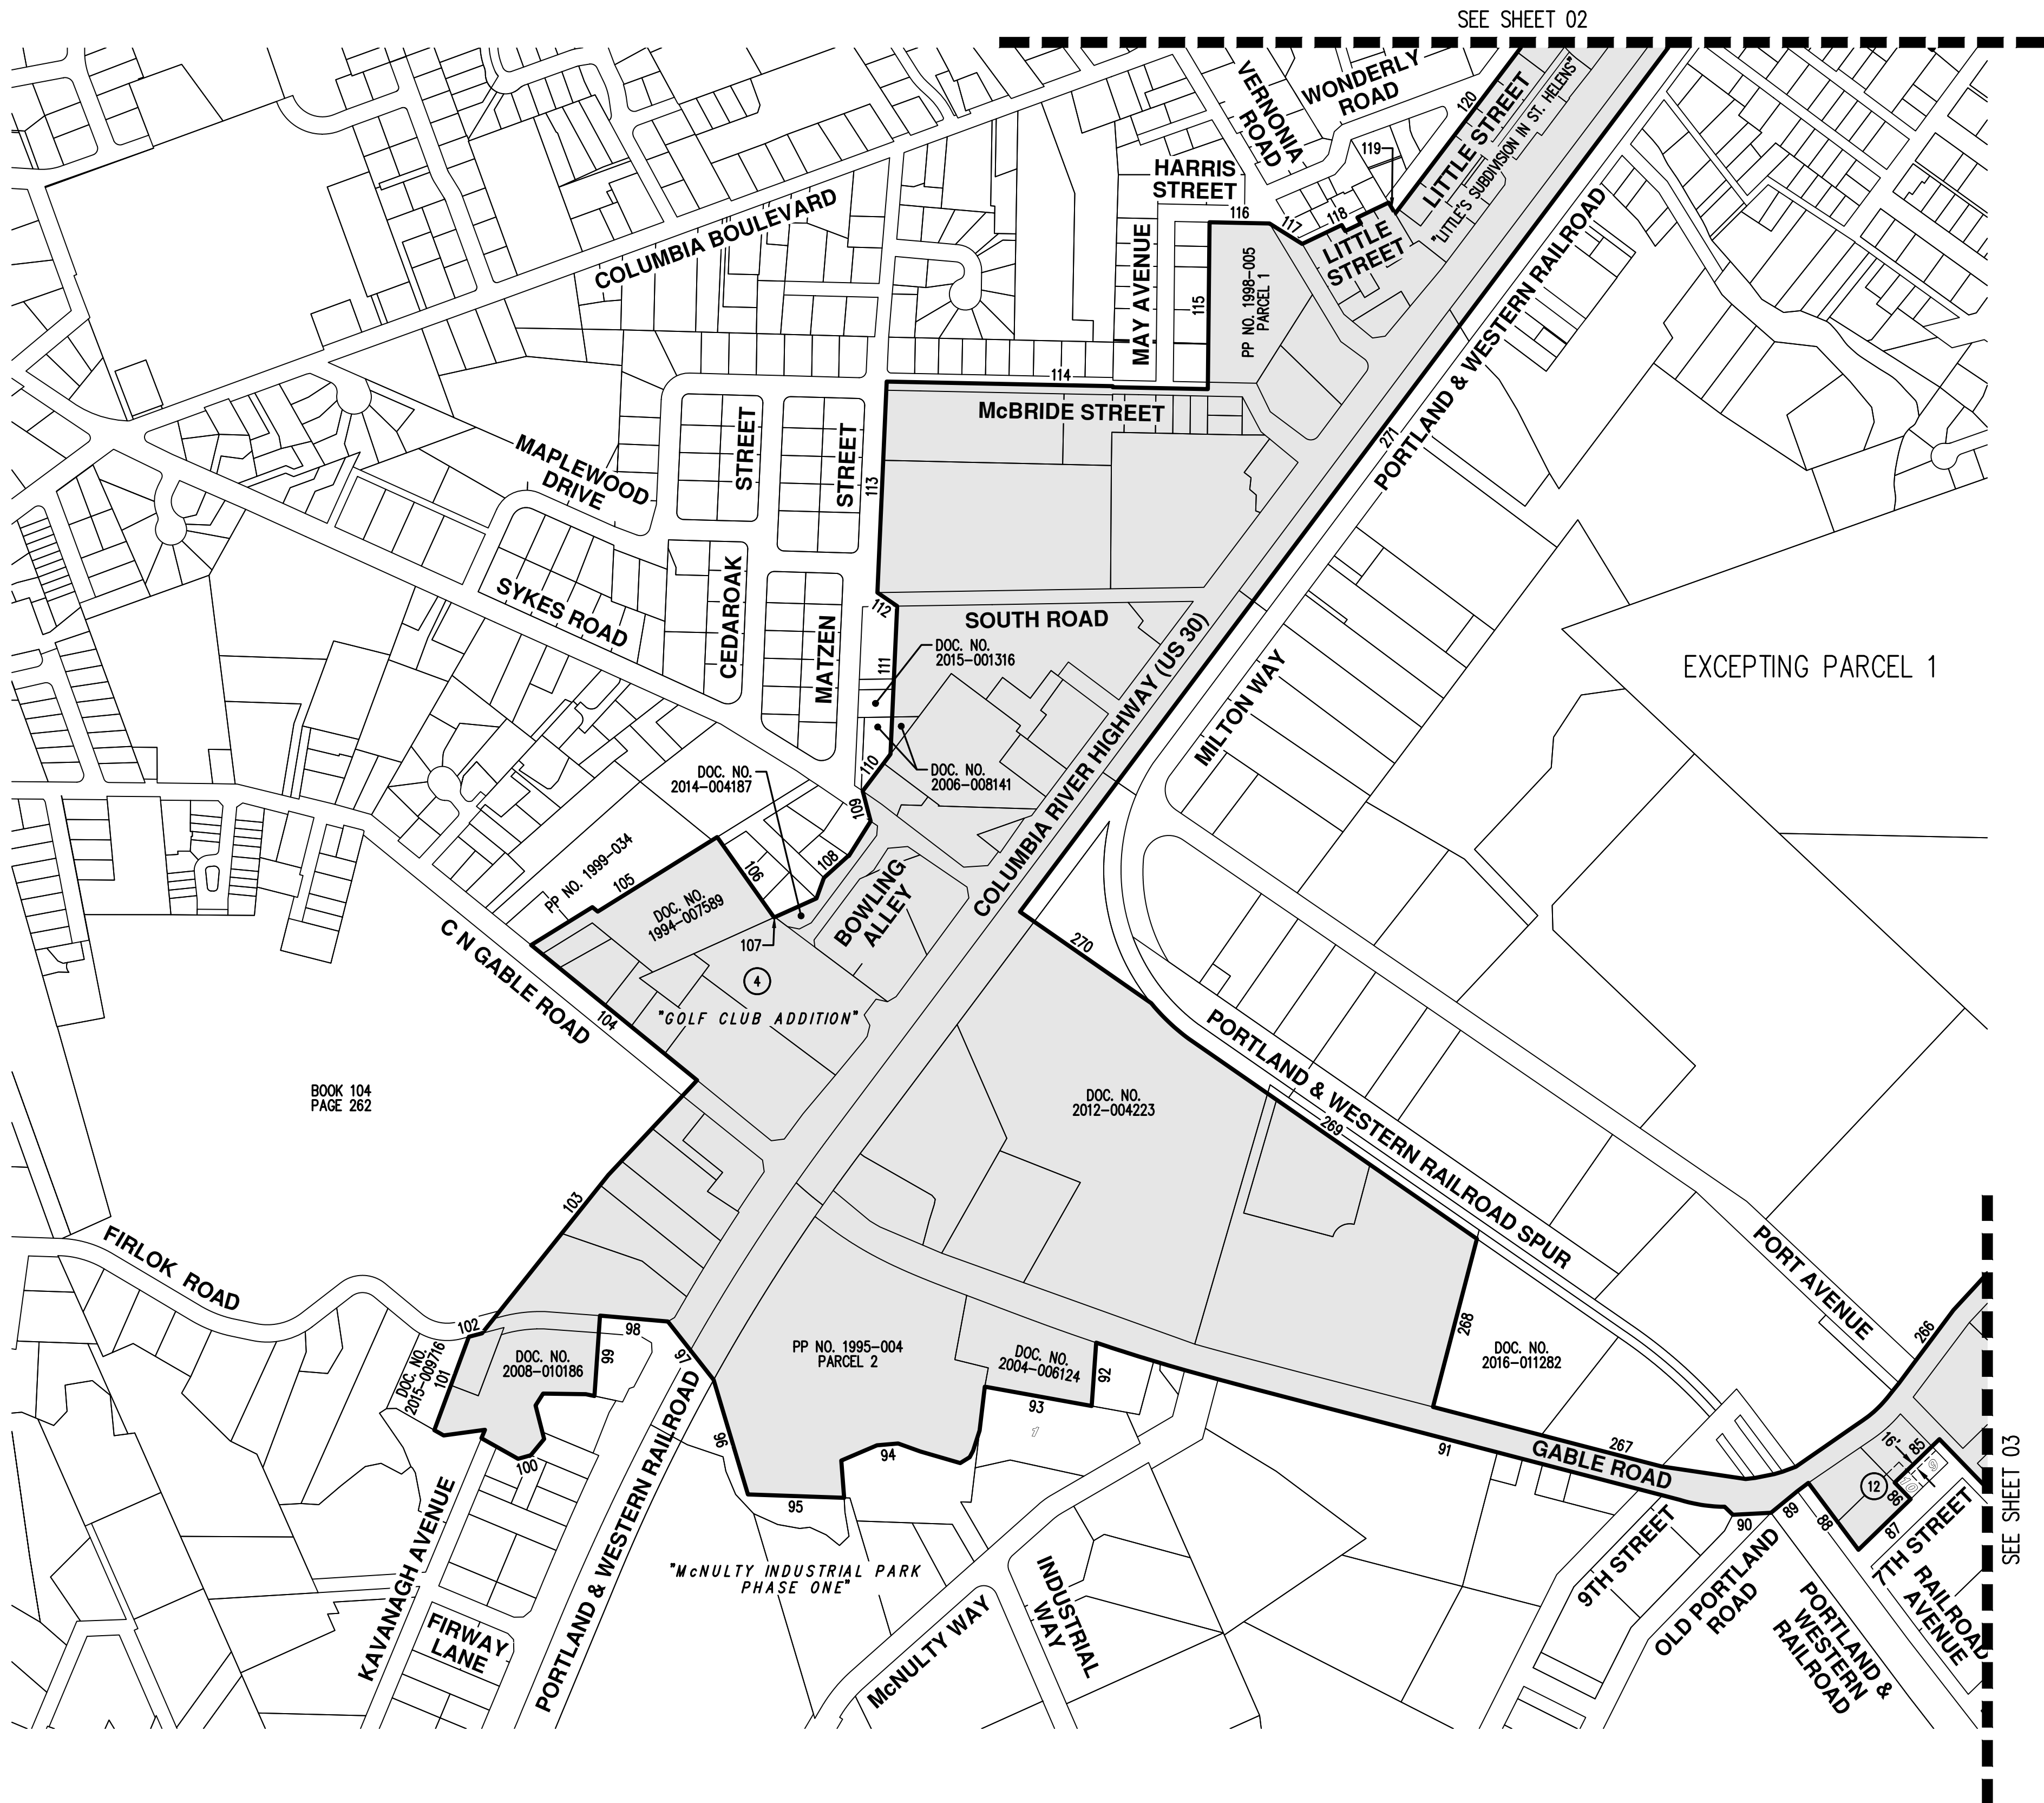 SEE SHEET 02
VERNONIA
ROAD
WONDERLY
ROAD
120
LITTLE STREET
"LITTLE'S SUBDIVISION IN ST. HELENS"
119
HARRIS
STREET
116
117
118
LITTLE
STREET
COLUMBIA BOULEVARD
MAY AVENUE
115
PP NO. 1998-005
PARCEL 1
PORTLAND & WESTERN RAILROAD
271
114
McBRIDE STREET
MAPLEWOOD
DRIVE
STREET
STREET
113
SYKES ROAD
CEDAROAK
MATZEN
112
SOUTH ROAD
111
DOC. NO.
2015-001316
EXCEPTING PARCEL 1
MILTON WAY
COLUMBIA RIVER HIGHWAY (US 30)
110
DOC. NO.
2006-008141
DOC. NO.
2014-004187
109
108
106
PP NO. 1999-034
105
DOC. NO.
1994-007589
BOWLING
ALLEY
107
4
"GOLF CLUB ADDITION"
C N GABLE ROAD
104
270
PORTLAND & WESTERN RAILROAD SPUR
269
BOOK 104
PAGE 262
DOC. NO.
2012-004223
103
FIRLOK ROAD
PORT AVENUE
102
98
99
97
DOC. NO.
2015-009716
101
DOC. NO.
2008-010186
PP NO. 1995-004
PARCEL 2
DOC. NO.
2004-006124
92
93
1
268
DOC. NO.
2016-011282
266
100
96
94
95
91
GABLE ROAD
267
16'
85
9
10
12
86
87
88
89
90
SEE SHEET 03
KAVANAGH AVENUE
FIRWAY
LANE
PORTLAND & WESTERN RAILROAD
"McNULTY INDUSTRIAL PARK
PHASE ONE"
McNULTY WAY
INDUSTRIAL
WAY
9TH STREET
OLD PORTLAND
ROAD
PORTLAND &
WESTERN
RAILROAD
7TH STREET
RAILROAD
AVENUE